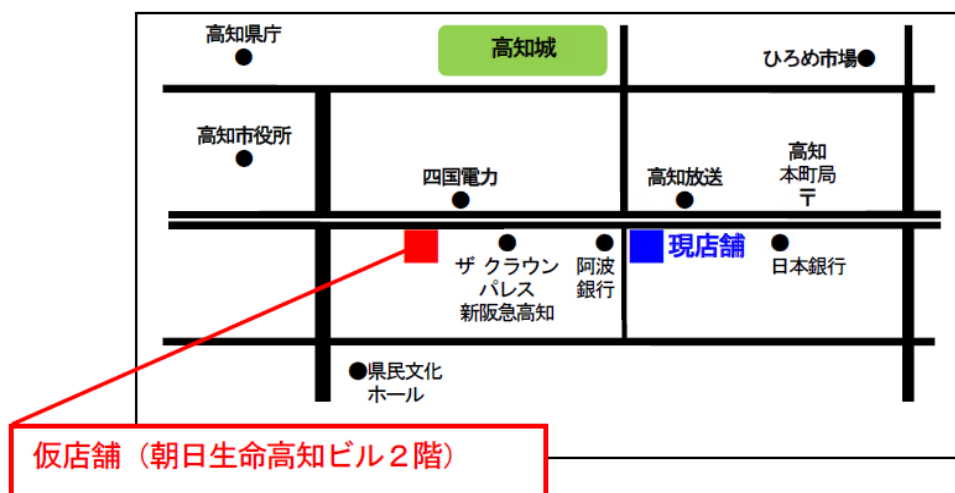 高知県庁
高知城
ひろめ市場
高知市役所
四国電力
高知放送
高知
本町局
〒
現店舗
ザ クラウン
パレス
新阪急高知
阿波
銀行
日本銀行
県民文化
ホール
仮店舗（朝日生命高知ビル２階）